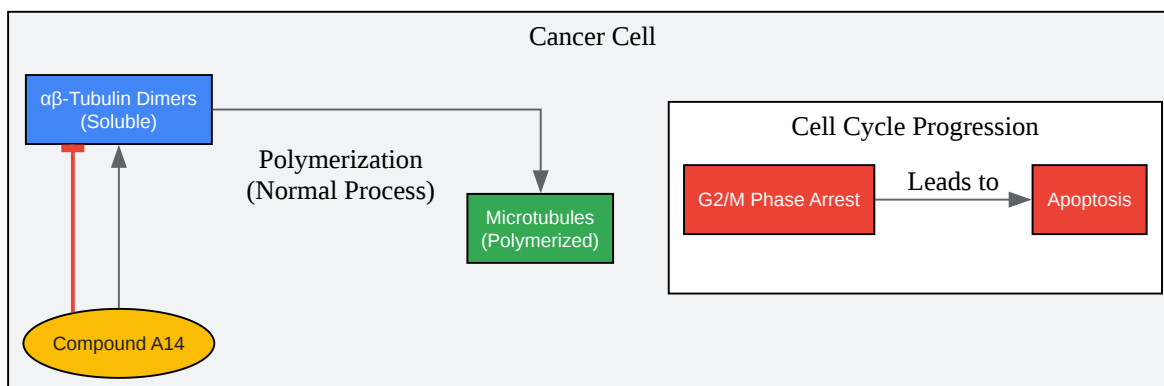 Cancer Cell
αβ-Tubulin Dimers
(Soluble)
Polymerization
(Normal Process)
Microtubules
(Polymerized)
Compound A14
Cell Cycle Progression
G2/M Phase Arrest
Leads to
Apoptosis